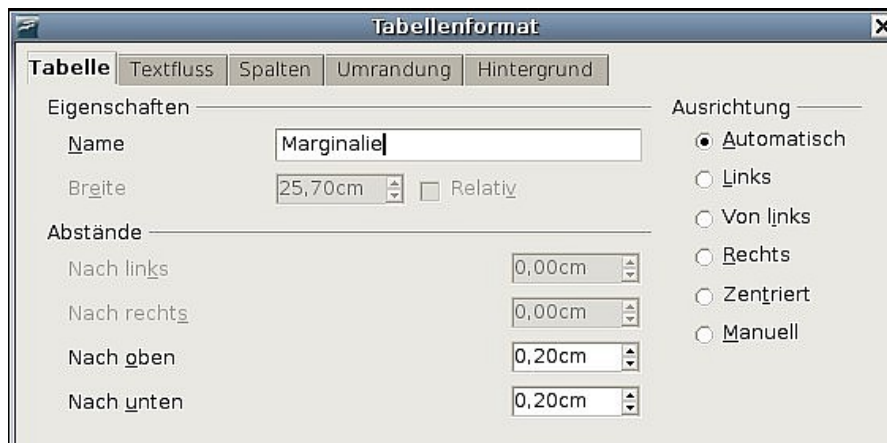 Tabellenformat
Tabelle Textfluss Spalten Umrandung Hintergrund
Eigenschaften
Name Marginalie
Breite 25,70cm Relativ
Abstände
Nach links 0,00cm
Nach rechts 0,00cm
Nach oben 0,20cm
Nach unten 0,20cm
Ausrichtung
Automatisch
Links
Von links
Rechts
Zentriert
Manuell